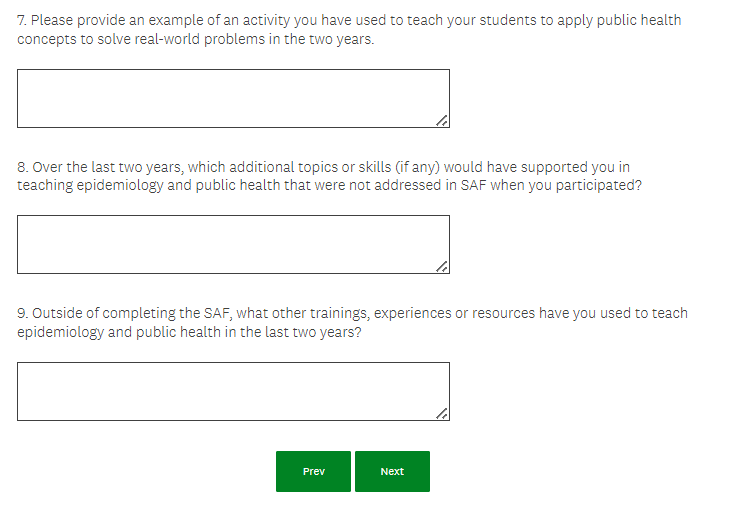 7. Please provide an example of an activity you have used to teach your students to apply public health
concepts to solve real-world problems in the two years.
8. Over the last two years, which additional topics or skills (if any) would have supported you in
teaching epidemiology and public health that were not addressed in SAF when you participated?
9. Outside of completing the SAF, what other trainings, experiences or resources have you used to teach
epidemiology and public health in the last two years?
Prev Next